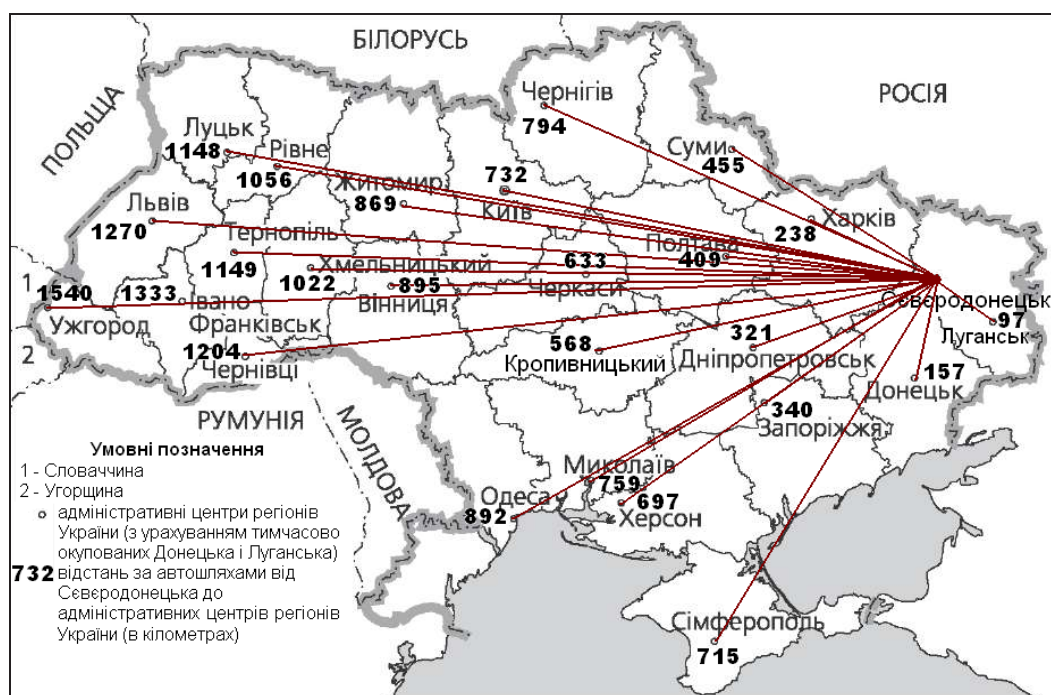 БІЛОРУСЬ
РОСІЯ
ПОЛЬЩА
Чернігів
794
Суми
455
Луцьк
1148
Рівне
1056
Житомир
869
732
Київ
Харків
238
Львів
1270
Тернопіль
1149
Хмельницький
1022
895
Вінниця
633
Черкаси
Полтава
409
Сєвєродонецьк
97
Луганськ
1
1540
Ужгород
2
1333
Івано
Франківськ
1204
Чернівці
568
Кропивницький
321
Дніпропетровськ
157
Донецьк
340
Запоріжжя
РУМУНІЯ
МОЛДОВА
Миколаїв
759
697
Херсон
Одеса
892
Сімферополь
715
Умовні позначення
1 - Словаччина
2 - Угорщина
адміністративні центри регіонів
України (з урахуванням тимчасово
окупованих Донецька і Луганська)
732 відстань за автошляхами від
Сєвєродонецька до
адміністративних центрів регіонів
України (в кілометрах)